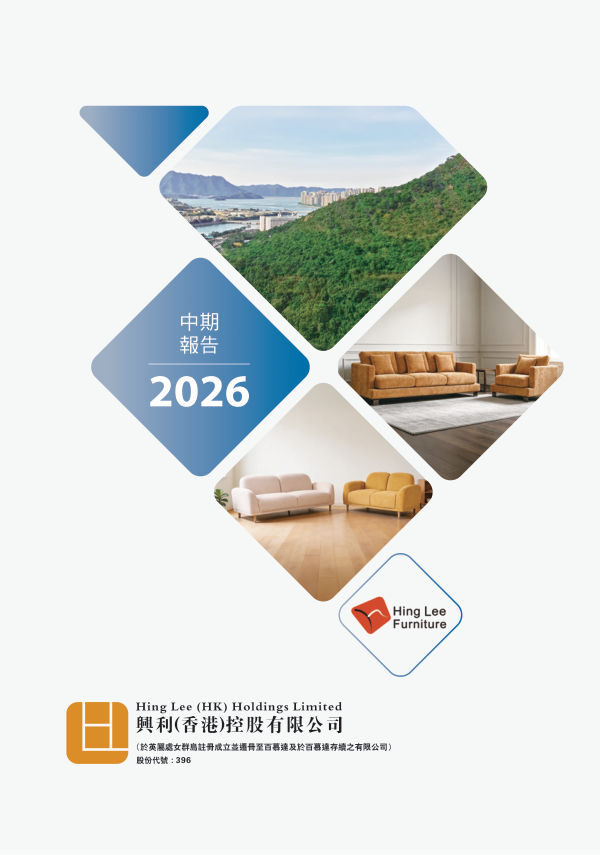 中期
報告
2026
Hing Lee
Furniture
Hing Lee (HK) Holdings Limited
興利(香港)控股有限公司
(於英屬處女群島註冊成立並遷冊至百慕達及於百慕達存續之有限公司)
股份代號：396